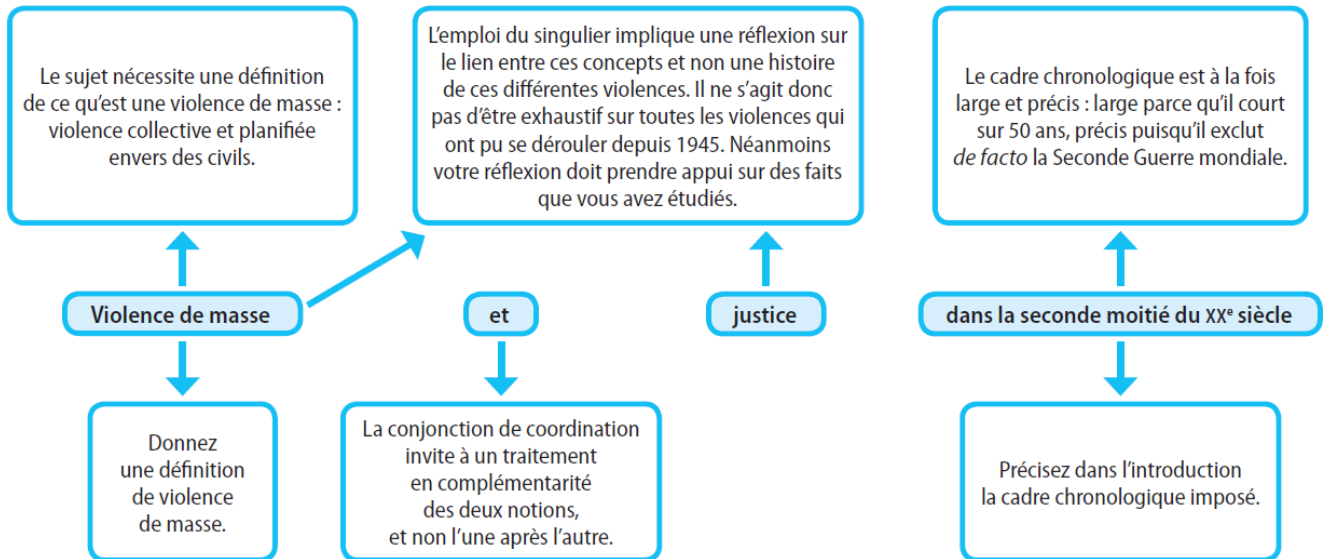 Le sujet nécessite une définition
de ce qu'est une violence de masse :
violence collective et planifiée
envers des civils.
L'emploi du singulier implique une réflexion sur
le lien entre ces concepts et non une histoire
de ces différentes violences. Il ne s'agit donc
pas d'être exhaustif sur toutes les violences qui
ont pu se dérouler depuis 1945. Néanmoins
votre réflexion doit prendre appui sur des faits
que vous avez étudiés.
Le cadre chronologique est à la fois
large et précis : large parce qu'il court
sur 50 ans, précis puisqu'il exclut
de facto la Seconde Guerre mondiale.
Violence de masse
et
justice
dans la seconde moitié du XXe siècle
Donnez
une définition
de violence
de masse.
La conjonction de coordination
invite à un traitement
en complémentarité
des deux notions,
et non l'une après l'autre.
Précisez dans l'introduction
la cadre chronologique imposé.